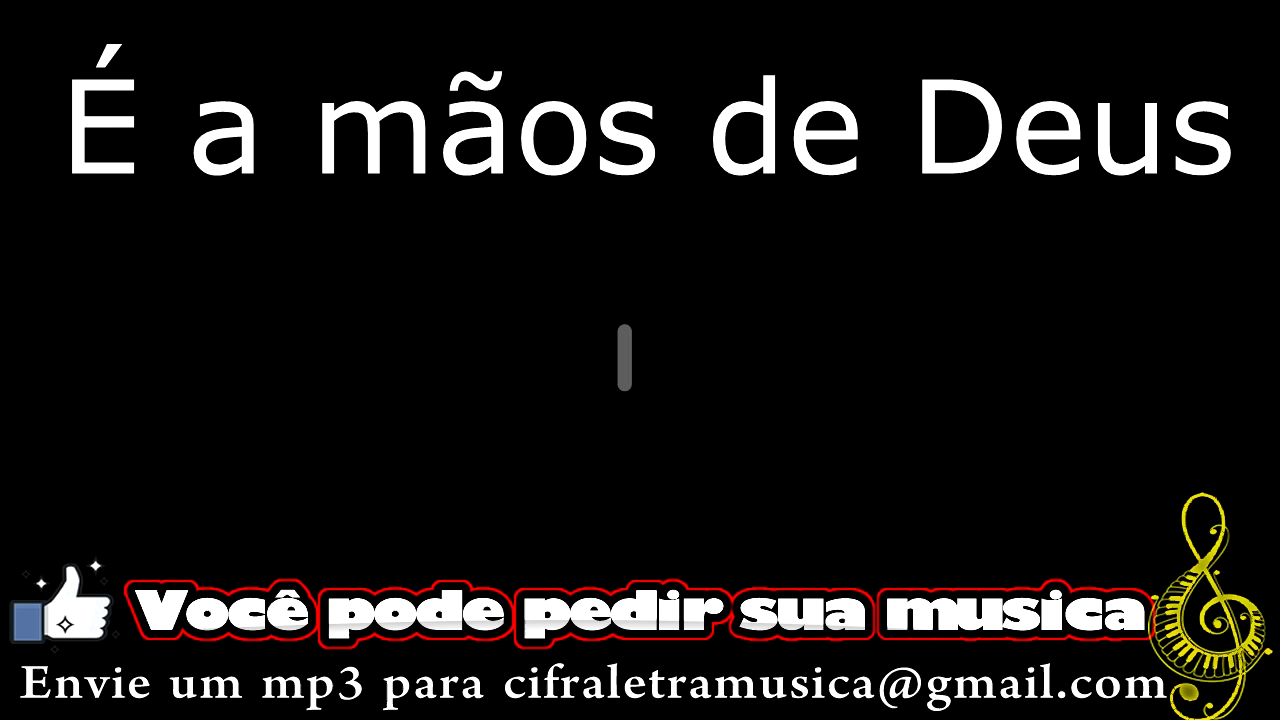 É a mãos de Deus
Você pode pedir sua musica
Envie um mp3 para cifraletramusica@gmail.com